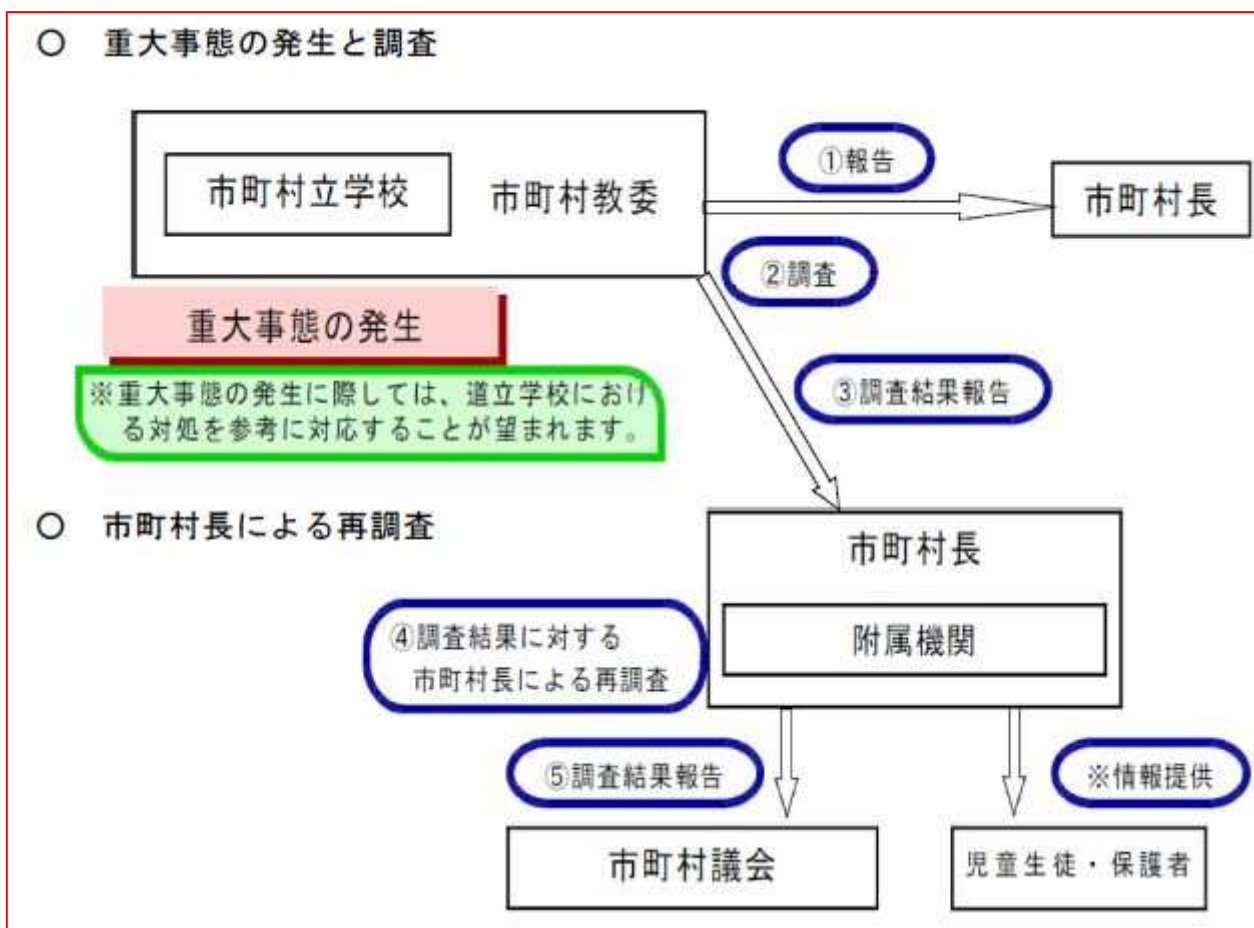 ○ 重大事態の発生と調査
①報告
市町村立学校
市町村教委
市町村長
②調査
重大事態の発生
③調査結果報告
※重大事態の発生に際しては、道立学校におけ
る対処を参考に対応することが望まれます。
○ 市町村長による再調査
市町村長
④調査結果に対する
市町村長による再調査
附属機関
⑤調査結果報告
※情報提供
市町村議会
児童生徒・保護者